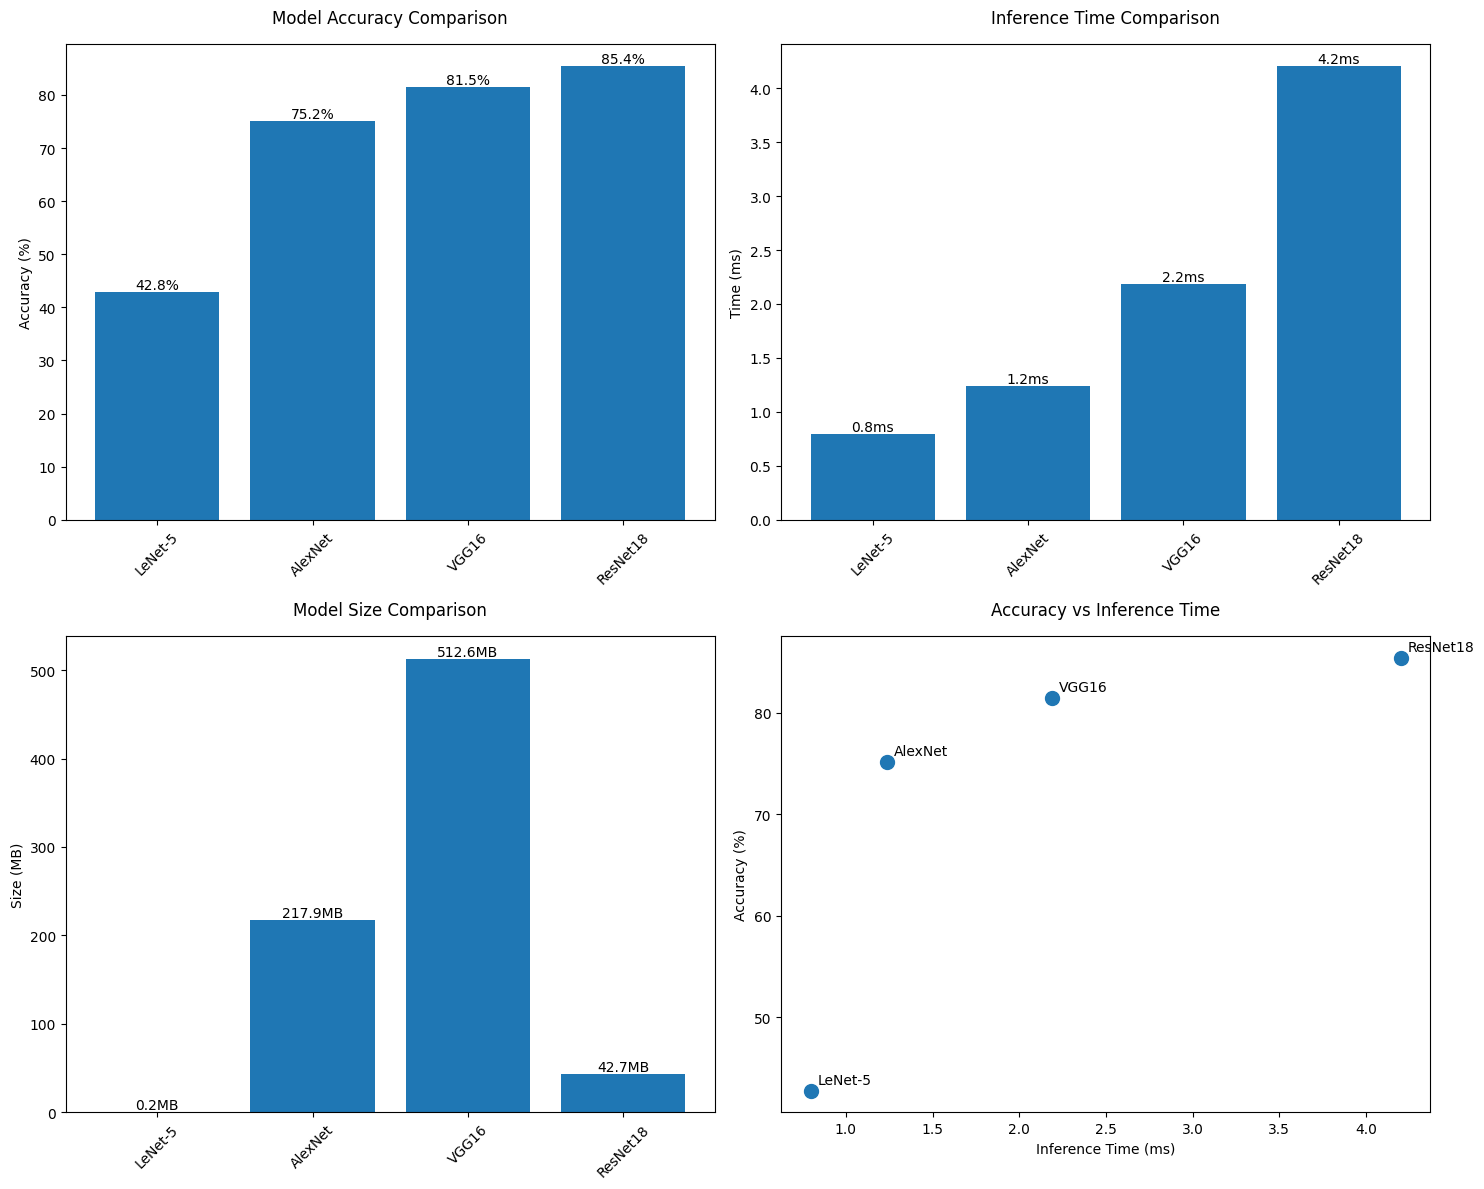 Model Accuracy Comparison
Accuracy (%)
80
70
60
50
40
30
20
10
0
42.8%
75.2%
81.5%
85.4%
LeNet-5
AlexNet
VGG16
ResNet18
Inference Time Comparison
Time (ms)
4.0
3.5
3.0
2.5
2.0
1.5
1.0
0.5
0.0
0.8ms
1.2ms
2.2ms
4.2ms
LeNet-5
AlexNet
VGG16
ResNet18
Model Size Comparison
Size (MB)
500
400
300
200
100
0
0.2MB
217.9MB
512.6MB
42.7MB
LeNet-5
AlexNet
VGG16
ResNet18
Accuracy vs Inference Time
Accuracy (%)
80
70
60
50
ResNet18
VGG16
AlexNet
LeNet-5
1.0 1.5 2.0 2.5 3.0 3.5 4.0
Inference Time (ms)